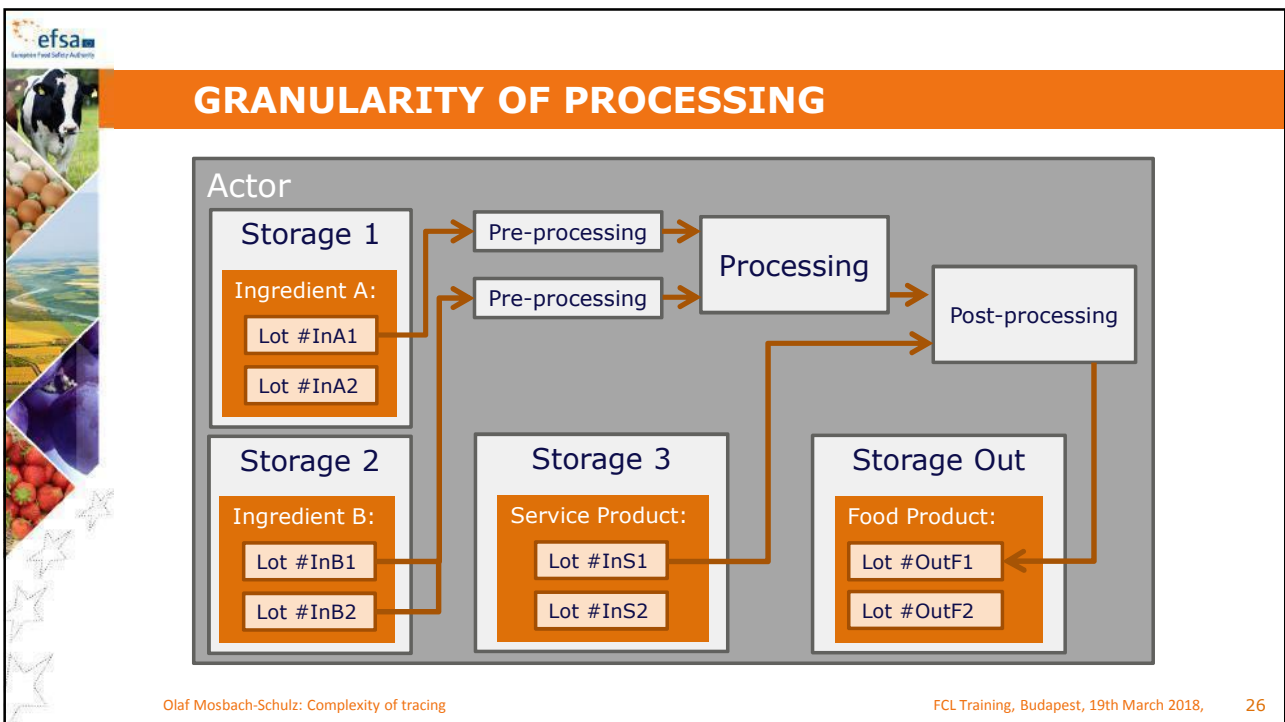 efsa
European Food Safety Authority
GRANULARITY OF PROCESSING
Actor
Storage 1
Ingredient A:
Lot #InA1
Lot #InA2
Pre-processing
Pre-processing
Processing
Post-processing
Storage 2
Ingredient B:
Lot #InB1
Lot #InB2
Storage 3
Service Product:
Lot #InS1
Lot #InS2
Storage Out
Food Product:
Lot #OutF1
Lot #OutF2
Olaf Mosbach-Schulz: Complexity of tracing
FCL Training, Budapest, 19th March 2018,
26